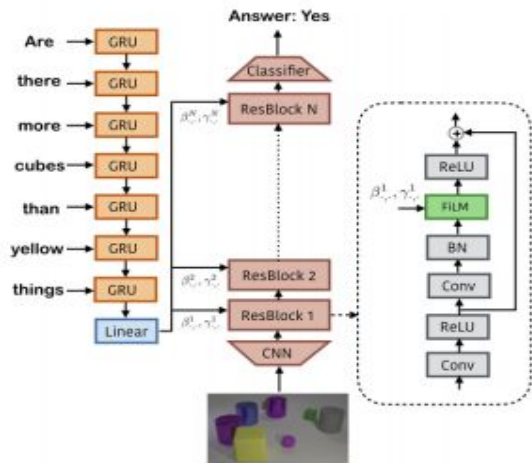 Answer: Yes
Are
GRU
there
GRU
more
GRU
cubes
GRU
than
GRU
yellow
GRU
things
GRU
Linear
Classifier
ResBlock N
ResBlock 2
ResBlock 1
CNN
ReLU
FiLM
BN
Conv
ReLU
Conv